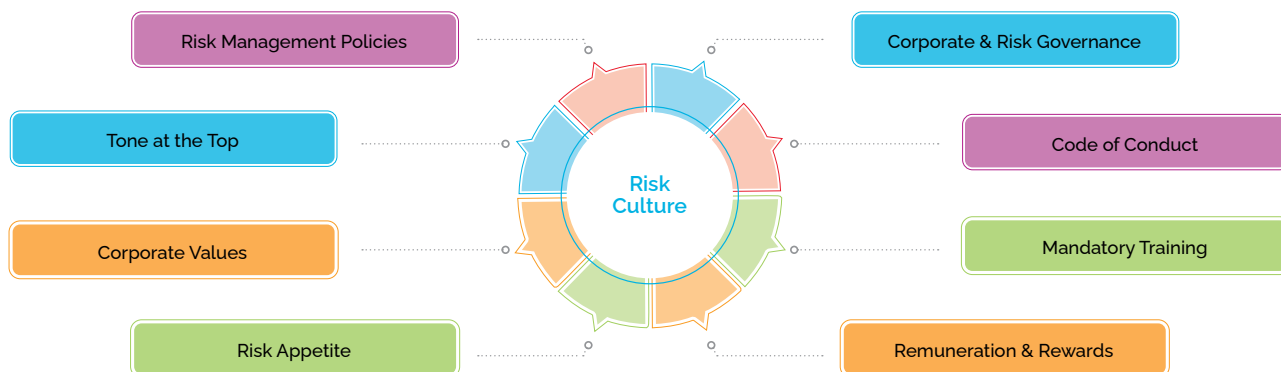 Risk Management Policies
Corporate & Risk Governance
Tone at the Top
Code of Conduct
Risk
Culture
Corporate Values
Mandatory Training
Risk Appetite
Remuneration & Rewards